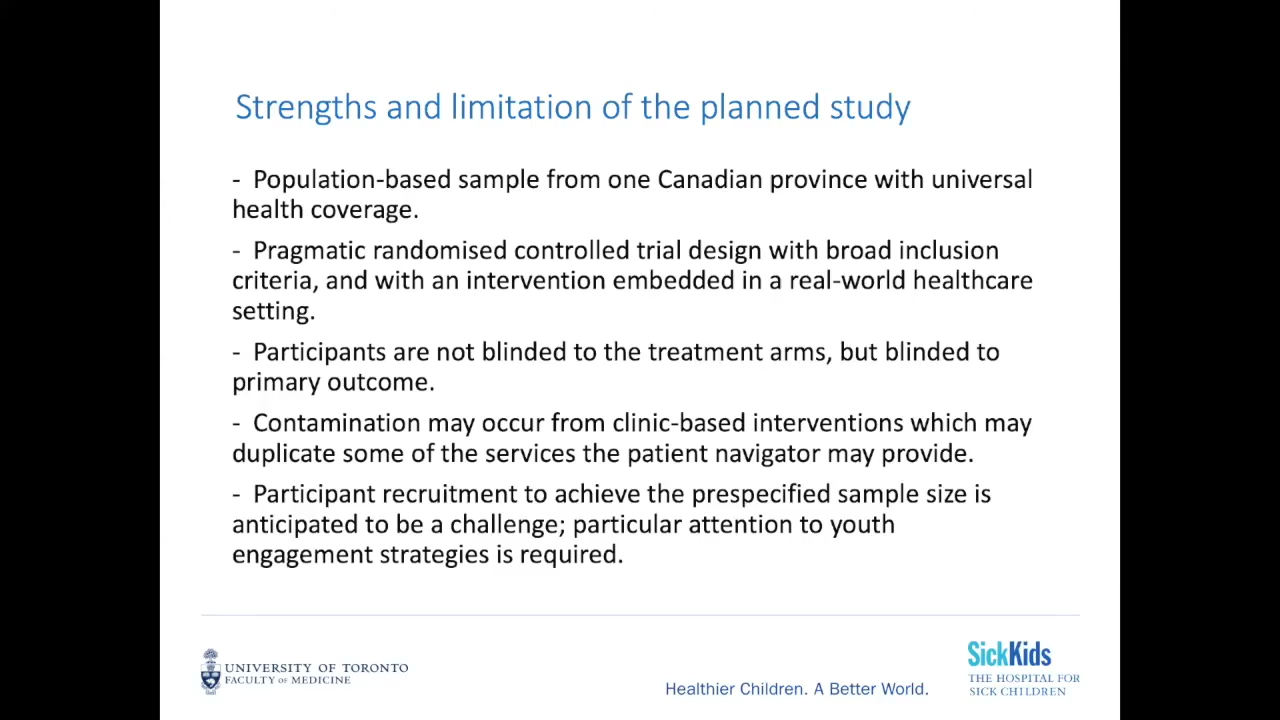 Strengths and limitation of the planned study
- Population-based sample from one Canadian province with universal
health coverage.
- Pragmatic randomised controlled trial design with broad inclusion
criteria, and with an intervention embedded in a real-world healthcare
setting.
- Participants are not blinded to the treatment arms, but blinded to
primary outcome.
- Contamination may occur from clinic-based interventions which may
duplicate some of the services the patient navigator may provide.
- Participant recruitment to achieve the prespecified sample size is
anticipated to be a challenge; particular attention to youth
engagement strategies is required.
UNIVERSITY OF TORONTO
FACULTY OF MEDICINE
Healthier Children. A Better World.
SickKids
THE HOSPITAL FOR
SICK CHILDREN